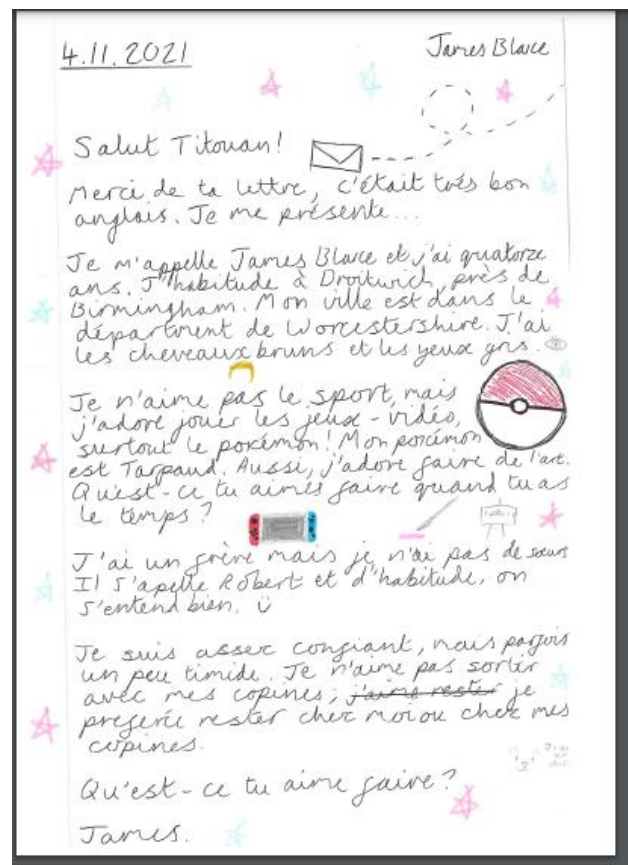 4.11.2021
James Blake
Salut Titouan!
Merci de ta lettre, c'était très bon
anglais. Je me présente...
Je m'appelle James Blake et j'ai quatorze
ans. J'habitude à Droitwich, près de
Birmingham. Mon ville est dans le
départment de Worcestershire. J'ai
les cheveaux bruns et les yeux gris.
Je n'aime pas le sport, mais
j'adore jouer les jeux-vidéo,
surtout le pokémon! Mon pokémon
est Tarpaud. Aussi, j'adore faire de l'art.
Qu'est-ce tu aimes faire quand tu as
le temps?
J'ai un frère mais je n'ai pas de sœurs
Il s'apelle Robert et d'habitude, on
s'entend bien.
Je suis assez confiant, mais parfois
un peu timide. Je n'aime pas sortir
avec mes copines, j'aime rester je
preferé rester chez moi ou chez mes
copines.
Qu'est-ce tu aime faire?
James.